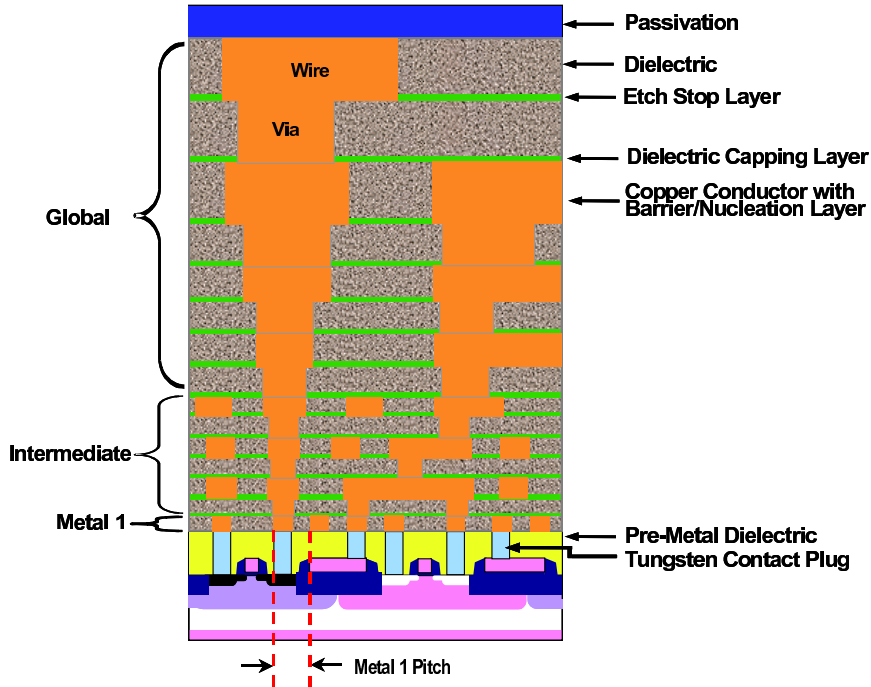 Passivation
Wire
Dielectric
Etch Stop Layer
Via
Dielectric Capping Layer
Copper Conductor with
Barrier/Nucleation Layer
Global
Intermediate
Metal 1
Pre-Metal Dielectric
Tungsten Contact Plug
Metal 1 Pitch